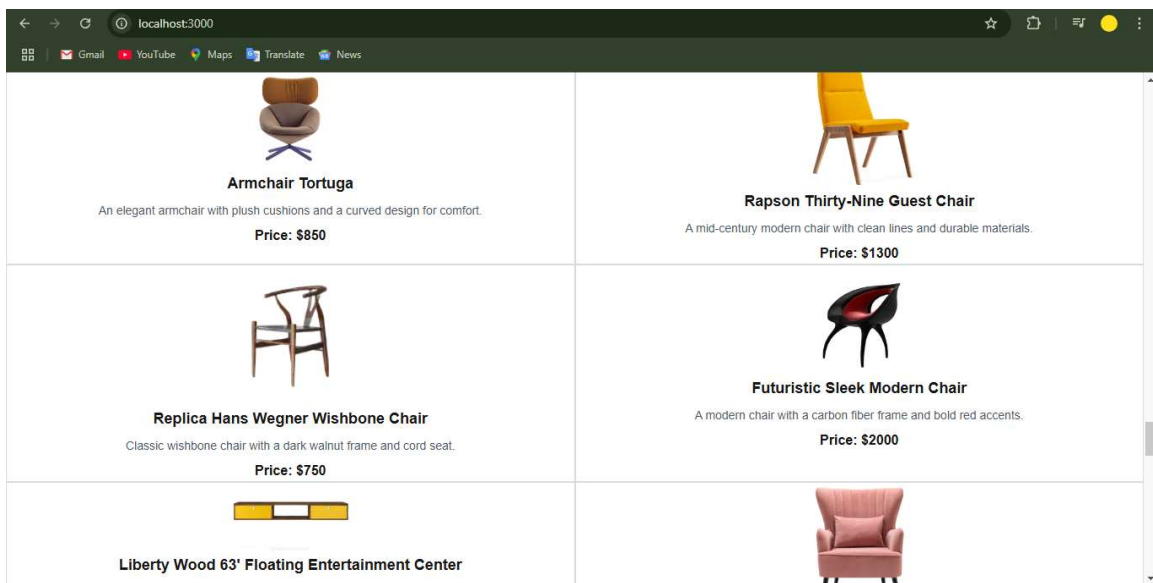 localhost:3000
Gmail YouTube Maps Translate News
Armchair Tortuga
An elegant armchair with plush cushions and a curved design for comfort.
Price: $850
Rapson Thirty-Nine Guest Chair
A mid-century modern chair with clean lines and durable materials.
Price: $1300
Replica Hans Wegner Wishbone Chair
Classic wishbone chair with a dark walnut frame and cord seat.
Price: $750
Futuristic Sleek Modern Chair
A modern chair with a carbon fiber frame and bold red accents.
Price: $2000
Liberty Wood 63' Floating Entertainment Center